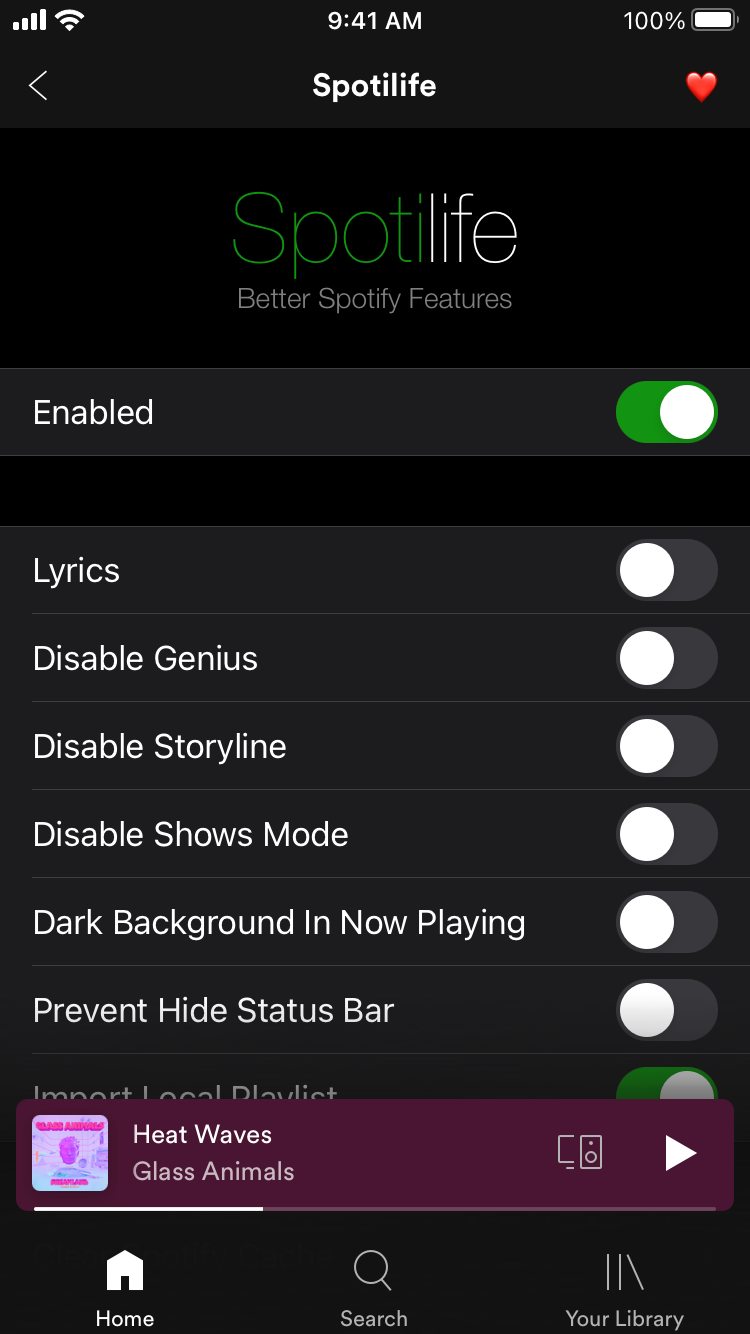 9:41 AM
100%
Spotilife
Spotilife
Better Spotify Features
Enabled
Lyrics
Disable Genius
Disable Storyline
Disable Shows Mode
Dark Background In Now Playing
Prevent Hide Status Bar
Import Local Playlist
GLASS ANIMALS
DREAMLAND
Heat Waves
Glass Animals
Home
Search
Your Library